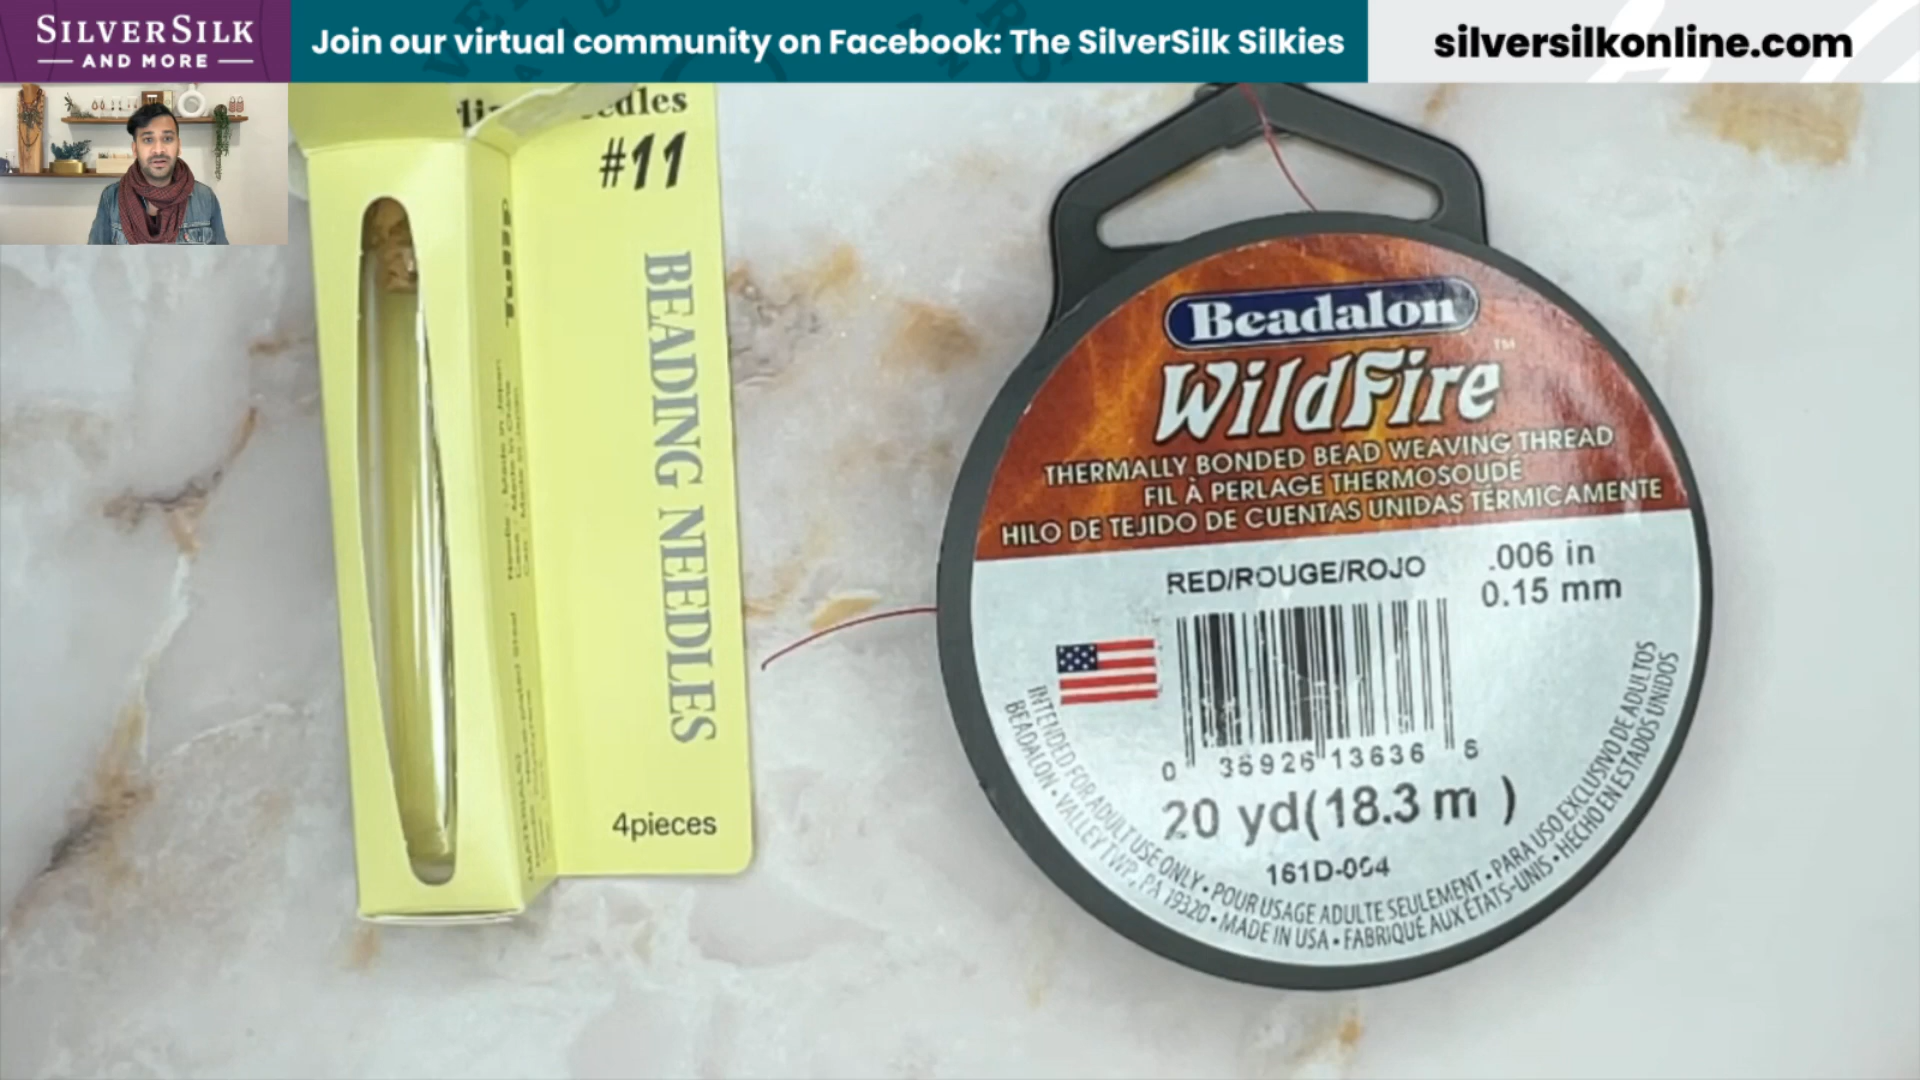 SILVERSILK
AND MORE
Join our virtual community on Facebook: The SilverSilk Silkies
silversilkonline.com
#11
BEADING NEEDLES
4pieces
Beadalon
WildFire™
THERMALLY BONDED BEAD WEAVING THREAD
FIL À PERLAGE THERMOSOUDÉ
HILO DE TEJIDO DE CUENTAS UNIDAS TÉRMICAMENTE
RED/ROUGE/ROJO
.006 in
0.15 mm
0 35926 13636 6
20 yd(18.3 m )
161D-004
INTENDED FOR ADULT USE ONLY • POUR USAGE ADULTE SEULEMENT • PARA USO EXCLUSIVO DE ADULTOS
BEADALON • VALLEY TWP, PA 19320 • MADE IN USA • FABRIQUÉ AUX ÉTATS-UNIS • HECHO EN ESTADOS UNIDOS